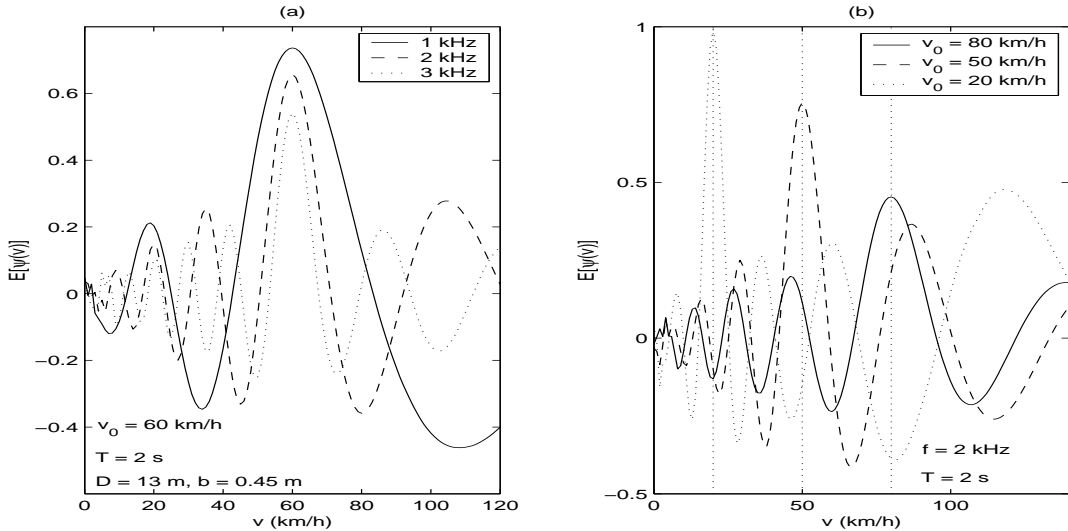 (a)
E[ψ(v)]
0.6
0.4
0.2
0
−0.2
−0.4
1 kHz
2 kHz
3 kHz
v0 = 60 km/h
T = 2 s
D = 13 m, b = 0.45 m
0 20 40 60 80 100 120
v (km/h)
(b)
E[ψ(v)]
1
0.5
0
−0.5
v0 = 80 km/h
v0 = 50 km/h
v0 = 20 km/h
f = 2 kHz
T = 2 s
0 50 100
v (km/h)